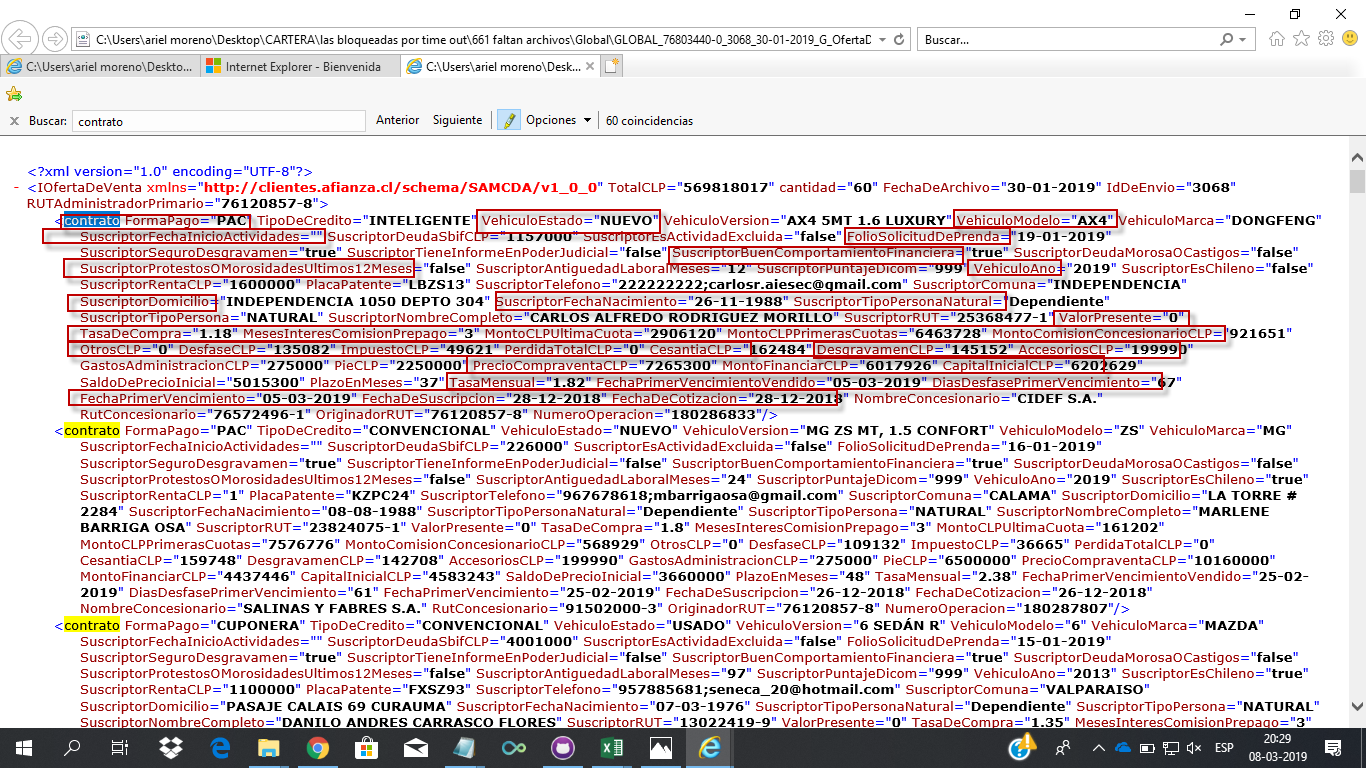 C:\Users\ariel moreno\Desktop\CARTERA\las bloqueadas por time out\661 faltan archivos\Global\GLOBAL_76803440-0_3068_30-01-2019_G_OfertaD
Buscar...
C:\Users\ariel moreno\Deskto...
Internet Explorer - Bienvenida
C:\Users\ariel moreno\Desk...
Buscar: contrato Anterior Siguiente Opciones 60 coincidencias
<?xml version="1.0" encoding="UTF-8"?>
- <IOfertaDeVenta xmlns="http://clientes.afianza.cl/schema/SAMCDA/v1_0_0" TotalCLP="569818017" cantidad="60" FechaDeArchivo="30-01-2019" IdDeEnvio="3068"
RUTAdministradorPrimario="76120857-8">
<contrato FormaPago="PAC" TipoDeCredito="INTELIGENTE" VehiculoEstado="NUEVO" VehiculoVersion="AX4 5MT 1.6 LUXURY" VehiculoModelo="AX4" VehiculoMarca="DONGFENG"
SuscriptorFechaInicioActividades="" SuscriptorDeudaSbifCLP="1157000" SuscriptorEsActividadExcluida="false" FolioSolicitudDePrenda="19-01-2019"
SuscriptorSeguroDesgravamen="true" SuscriptorTieneInformeEnPoderJudicial="false" SuscriptorBuenComportamientoFinanciera="true" SuscriptorDeudaMorosaOCastigos="false"
SuscriptorProtestosOMorosidadesUltimos12Meses="false" SuscriptorAntiguedadLaboralMeses="12" SuscriptorPuntajeDicom="999" VehiculoAno="2019" SuscriptorEsChileno="false"
SuscriptorRentaCLP="1600000" PlacaPatente="LBZS13" SuscriptorTelefono="222222222;carlosr.aiesec@gmail.com" SuscriptorComuna="INDEPENDENCIA"
SuscriptorDomicilio="INDEPENDENCIA 1050 DEPTO 304" SuscriptorFechaNacimiento="26-11-1988" SuscriptorTipoPersonaNatural="Dependiente"
SuscriptorTipoPersona="NATURAL" SuscriptorNombreCompleto="CARLOS ALFREDO RODRIGUEZ MORILLO" SuscriptorRUT="25368477-1" ValorPresente="0"
TasaDeCompra="1.18" MesesInteresComisionPrepago="3" MontoCLPUltimaCuota="2906120" MontoCLPPrimerasCuotas="6463728" MontoComisionConcesionarioCLP="921651"
OtrosCLP="0" DesfaseCLP="135082" ImpuestoCLP="49621" PerdidaTotalCLP="0" CesantiaCLP="162484" DesgravamenCLP="145152" AccesoriosCLP="199990"
GastosAdministracionCLP="275000" PieCLP="2250000" PrecioCompraventaCLP="7265300" MontoFinanciarCLP="6017926" CapitalInicialCLP="6202629"
SaldoDePrecioInicial="5015300" PlazoEnMeses="37" TasaMensual="1.82" FechaPrimerVencimientoVendido="05-03-2019" DiasDesfasePrimerVencimiento="67"
FechaPrimerVencimiento="05-03-2019" FechaDeSuscripcion="28-12-2018" FechaDeCotizacion="28-12-2018" NombreConcesionario="CIDEF S.A."
RutConcesionario="76572496-1" OriginadorRUT="76120857-8" NumeroOperacion="180286833"/>
<contrato FormaPago="PAC" TipoDeCredito="CONVENCIONAL" VehiculoEstado="NUEVO" VehiculoVersion="MG ZS MT, 1.5 CONFORT" VehiculoModelo="ZS" VehiculoMarca="MG"
SuscriptorFechaInicioActividades="" SuscriptorDeudaSbifCLP="226000" SuscriptorEsActividadExcluida="false" FolioSolicitudDePrenda="16-01-2019"
SuscriptorSeguroDesgravamen="true" SuscriptorTieneInformeEnPoderJudicial="false" SuscriptorBuenComportamientoFinanciera="true" SuscriptorDeudaMorosaOCastigos="false"
SuscriptorProtestosOMorosidadesUltimos12Meses="false" SuscriptorAntiguedadLaboralMeses="24" SuscriptorPuntajeDicom="999" VehiculoAno="2019" SuscriptorEsChileno="true"
SuscriptorRentaCLP="1" PlacaPatente="KZPC24" SuscriptorTelefono="967678618;mbarrigaosa@gmail.com" SuscriptorComuna="CALAMA" SuscriptorDomicilio="LA TORRE #
2284" SuscriptorFechaNacimiento="08-08-1988" SuscriptorTipoPersonaNatural="Dependiente" SuscriptorTipoPersona="NATURAL" SuscriptorNombreCompleto="MARLENE
BARRIGA OSA" SuscriptorRUT="23824075-1" ValorPresente="0" TasaDeCompra="1.8" MesesInteresComisionPrepago="3" MontoCLPUltimaCuota="161202"
MontoCLPPrimerasCuotas="7576776" MontoComisionConcesionarioCLP="568929" OtrosCLP="0" DesfaseCLP="109132" ImpuestoCLP="36665" PerdidaTotalCLP="0"
CesantiaCLP="159748" DesgravamenCLP="142708" AccesoriosCLP="199990" GastosAdministracionCLP="275000" PieCLP="6500000" PrecioCompraventaCLP="10160000"
MontoFinanciarCLP="4437446" CapitalInicialCLP="4583243" SaldoDePrecioInicial="3660000" PlazoEnMeses="48" TasaMensual="2.38" FechaPrimerVencimientoVendido="25-02-
2019" DiasDesfasePrimerVencimiento="61" FechaPrimerVencimiento="25-02-2019" FechaDeSuscripcion="26-12-2018" FechaDeCotizacion="26-12-2018"
NombreConcesionario="SALINAS Y FABRES S.A." RutConcesionario="91502000-3" OriginadorRUT="76120857-8" NumeroOperacion="180287807"/>
<contrato FormaPago="CUPONERA" TipoDeCredito="CONVENCIONAL" VehiculoEstado="USADO" VehiculoVersion="6 SEDÁN R" VehiculoModelo="6" VehiculoMarca="MAZDA"
SuscriptorFechaInicioActividades="" SuscriptorDeudaSbifCLP="4001000" SuscriptorEsActividadExcluida="false" FolioSolicitudDePrenda="15-01-2019"
SuscriptorSeguroDesgravamen="true" SuscriptorTieneInformeEnPoderJudicial="false" SuscriptorBuenComportamientoFinanciera="true" SuscriptorDeudaMorosaOCastigos="false"
SuscriptorProtestosOMorosidadesUltimos12Meses="false" SuscriptorAntiguedadLaboralMeses="97" SuscriptorPuntajeDicom="999" VehiculoAno="2013" SuscriptorEsChileno="true"
SuscriptorRentaCLP="1100000" PlacaPatente="FXSZ93" SuscriptorTelefono="957885681;seneca_20@hotmail.com" SuscriptorComuna="VALPARAISO"
SuscriptorDomicilio="PASAJE CALAIS 69 CURAUMA" SuscriptorFechaNacimiento="07-03-1976" SuscriptorTipoPersonaNatural="Dependiente" SuscriptorTipoPersona="NATURAL"
SuscriptorNombreCompleto="DANILO ANDRES CARRASCO FLORES" SuscriptorRUT="13022419-9" ValorPresente="0" TasaDeCompra="1.35" MesesInteresComisionPrepago="3"
ESP
20:29
08-03-2019